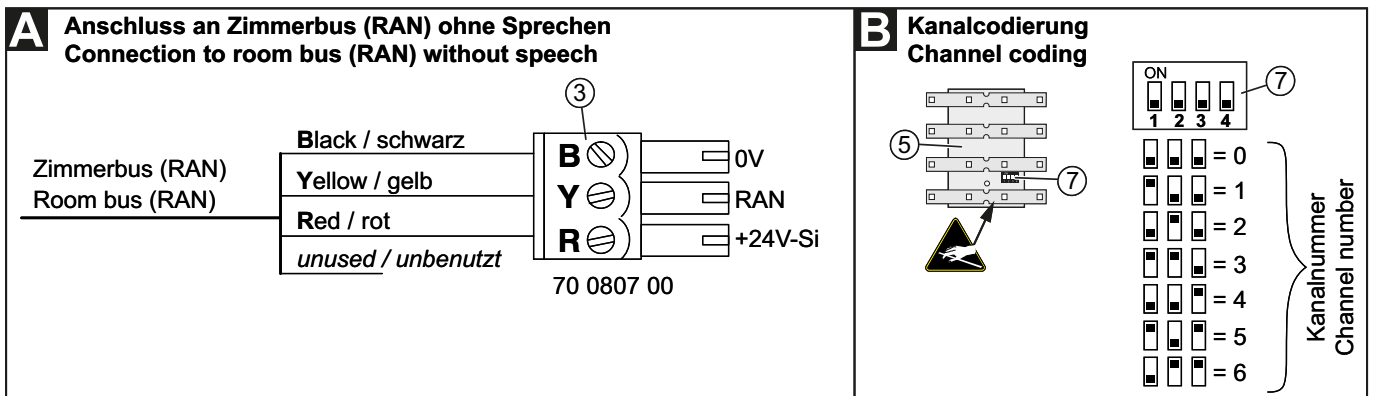 A
Anschluss an Zimmerbus (RAN) ohne Sprechen
Connection to room bus (RAN) without speech
3
Zimmerbus (RAN)
Room bus (RAN)
Black / schwarz
Yellow / gelb
Red / rot
unused / unbenutzt
B
Y
R
0V
RAN
+24V-Si
70 0807 00
B
Kanalcodierung
Channel coding
5
7
ON
1 2 3 4
7
= 0
= 1
= 2
= 3
= 4
= 5
= 6
Kanalnummer
Channel number